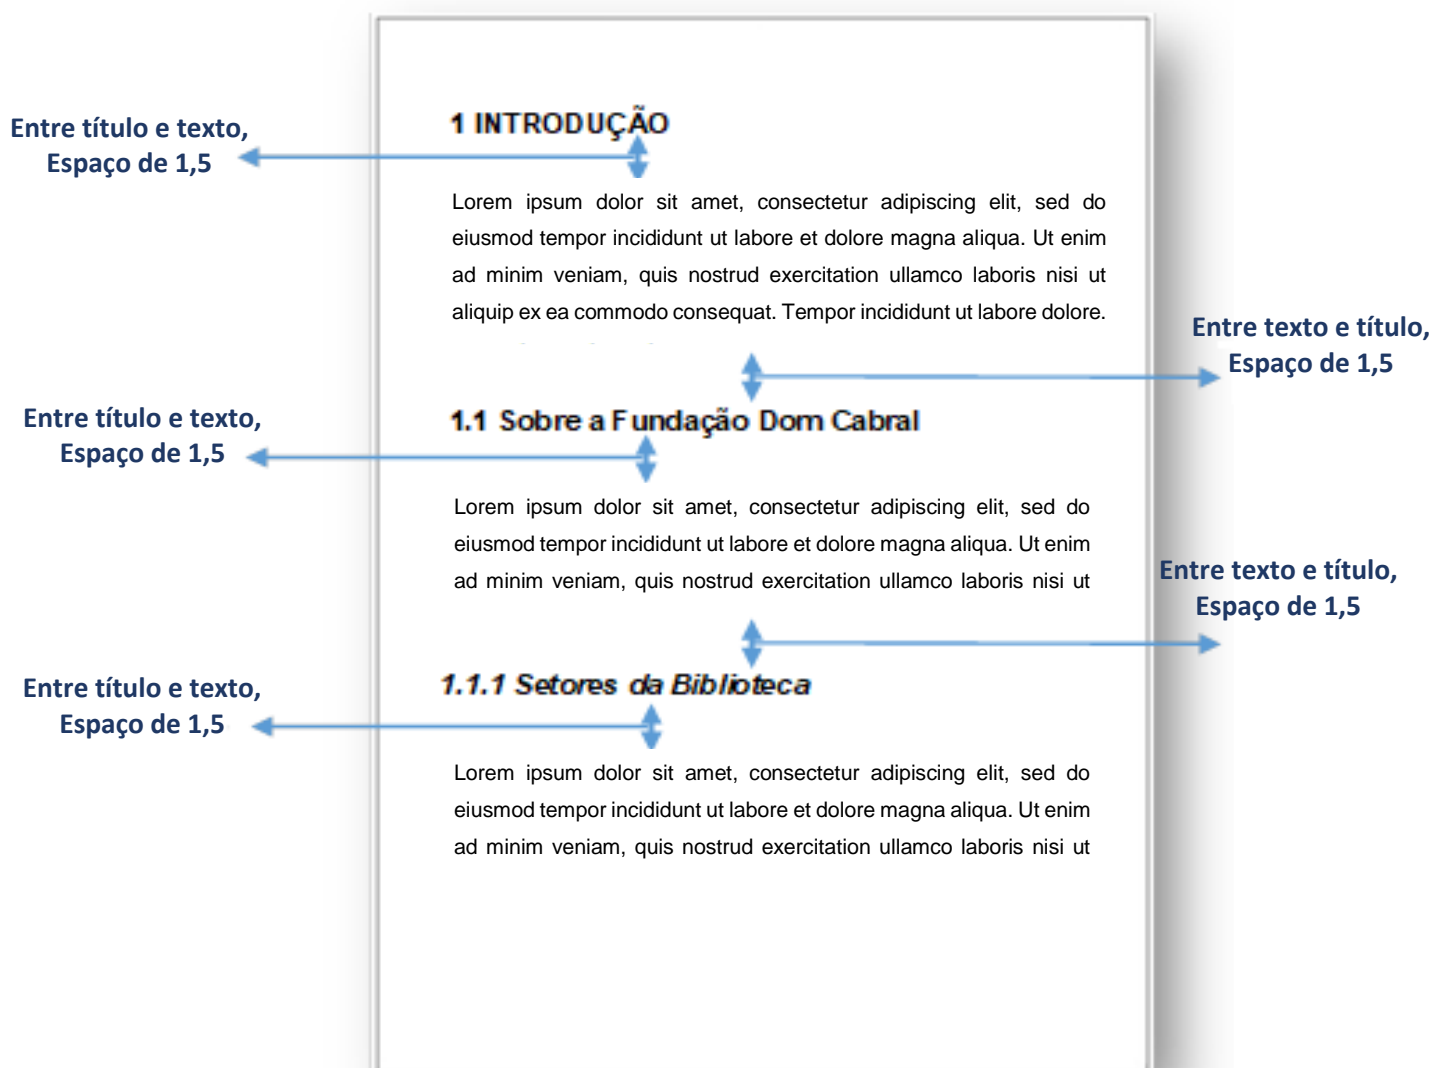 Entre título e texto,
Espaço de 1,5
1 INTRODUÇÃO
Lorem ipsum dolor sit amet, consectetur adipiscing elit, sed do
eiusmod tempor incididunt ut labore et dolore magna aliqua. Ut enim
ad minim veniam, quis nostrud exercitation ullamco laboris nisi ut
aliquip ex ea commodo consequat. Tempor incididunt ut labore dolore.
Entre texto e título,
Espaço de 1,5
Entre título e texto,
Espaço de 1,5
1.1 Sobre a Fundação Dom Cabral
Lorem ipsum dolor sit amet, consectetur adipiscing elit, sed do
eiusmod tempor incididunt ut labore et dolore magna aliqua. Ut enim
ad minim veniam, quis nostrud exercitation ullamco laboris nisi ut
Entre texto e título,
Espaço de 1,5
Entre título e texto,
Espaço de 1,5
1.1.1 Setores da Biblioteca
Lorem ipsum dolor sit amet, consectetur adipiscing elit, sed do
eiusmod tempor incididunt ut labore et dolore magna aliqua. Ut enim
ad minim veniam, quis nostrud exercitation ullamco laboris nisi ut